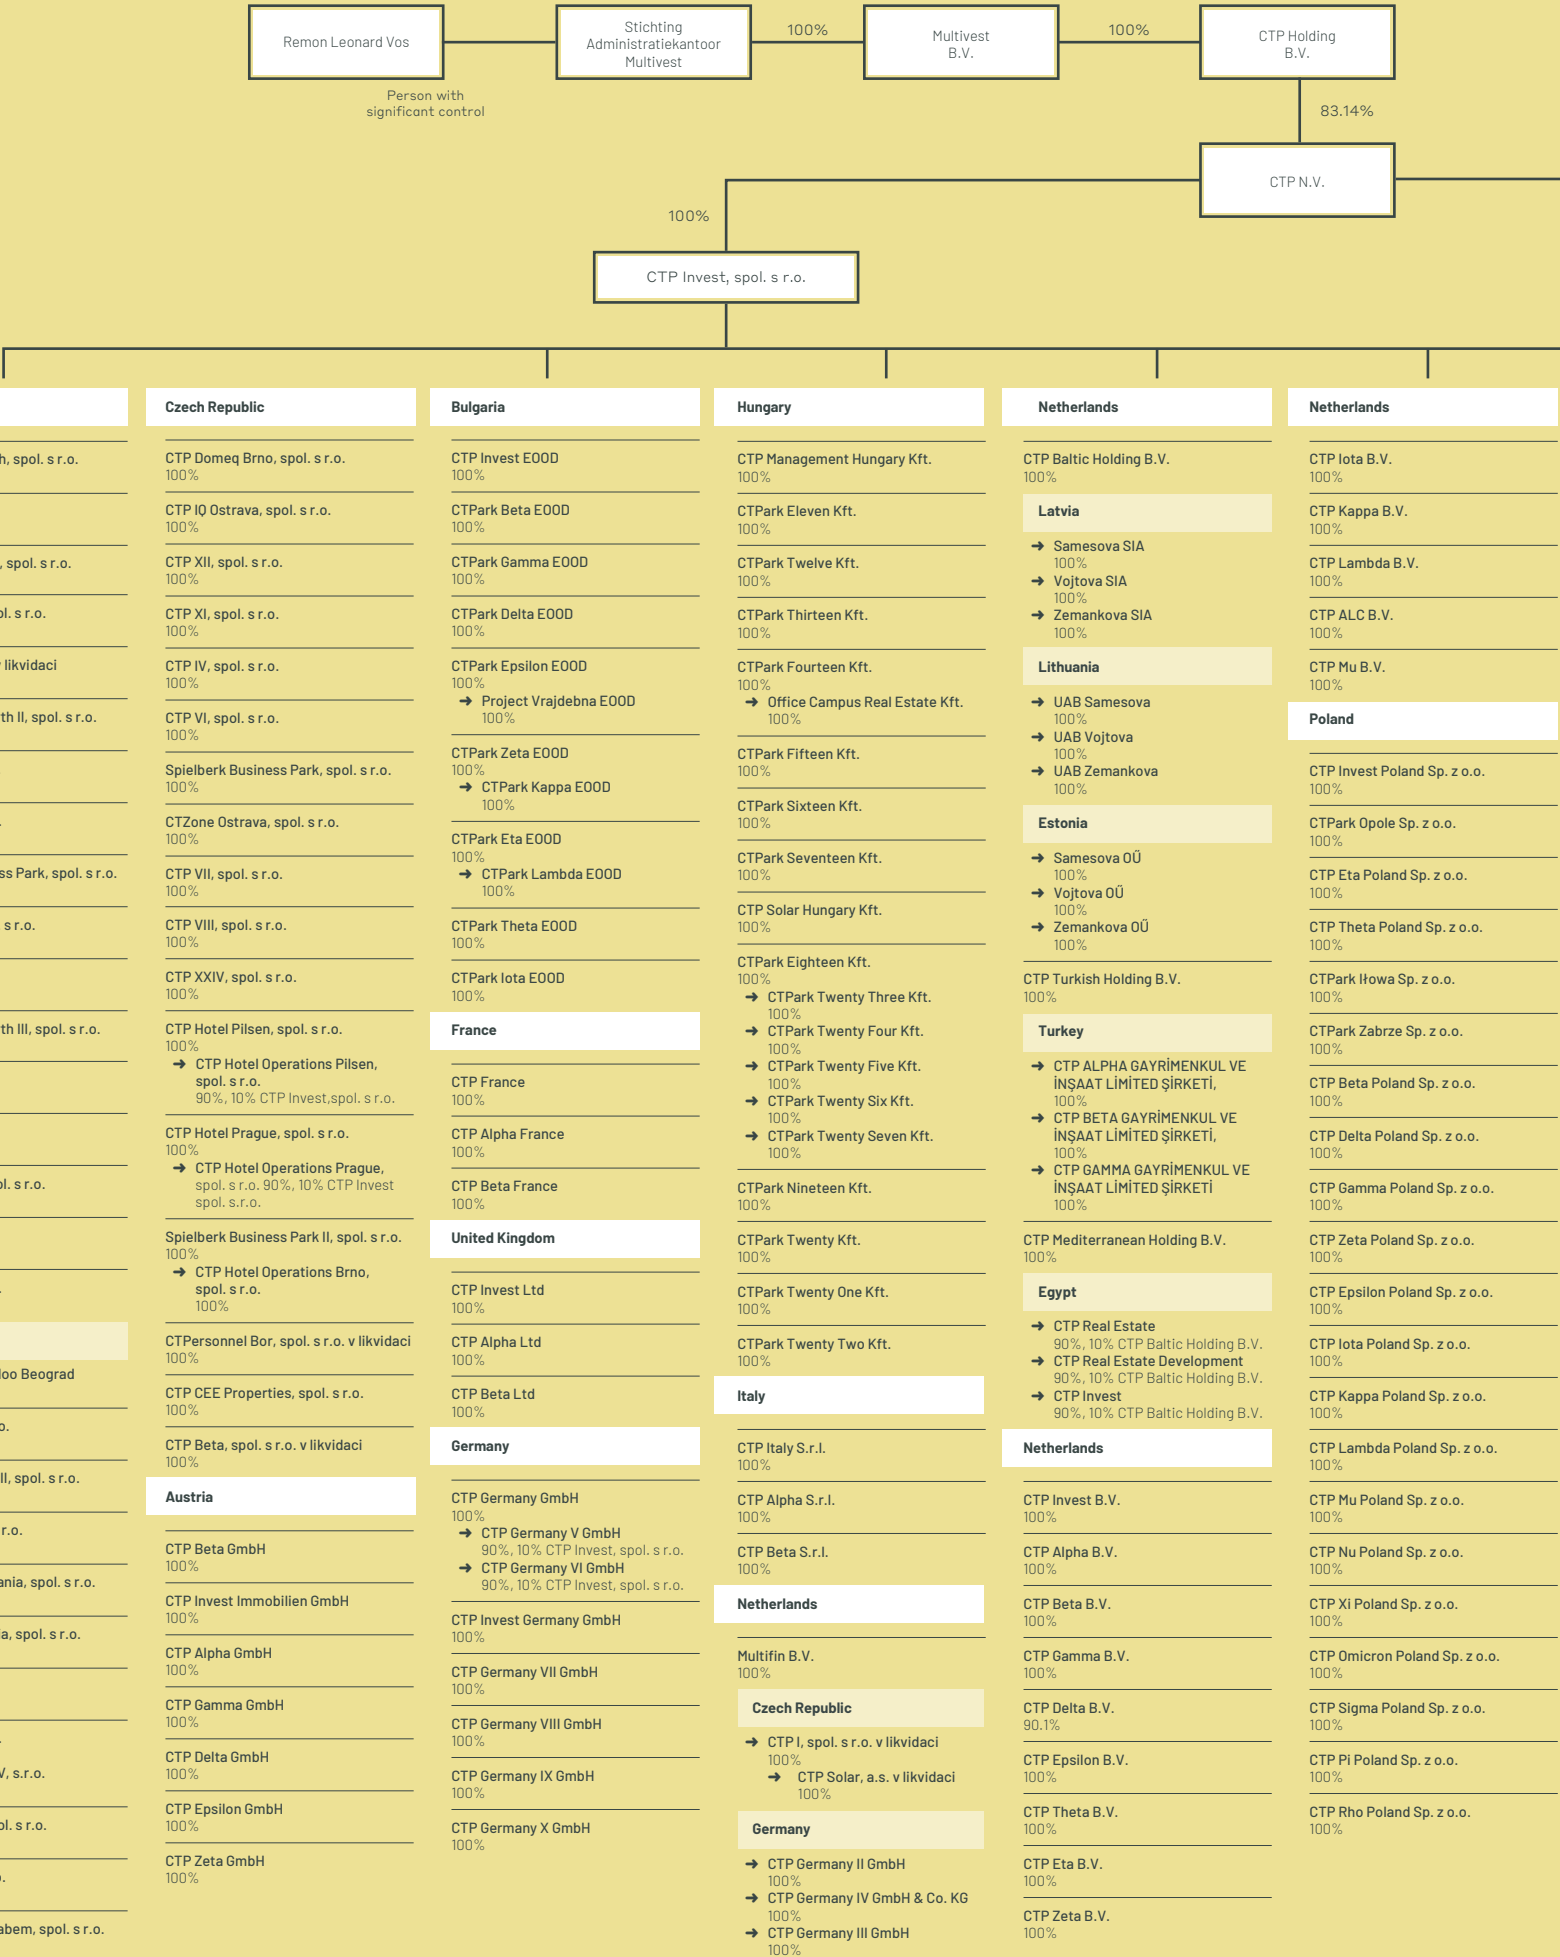 Remon Leonard Vos
Person with
significant control
Stichting
Administratiekantoor
Multivest
100%
Multivest
B.V.
100%
CTP Holding
B.V.
83.14%
CTP N.V.
100%
CTP Invest, spol. s r.o.
h, spol. s r.o.
, spol. s r.o.
ol. s r.o.
likvidaci
th II, spol. s r.o.
ss Park, spol. s r.o.
s r.o.
th III, spol. s r.o.
ol. s r.o.
doo Beograd
o.
II, spol. s r.o.
r.o.
ania, spol. s r.o.
a, spol. s r.o.
V, s.r.o.
ol. s r.o.
abem, spol. s r.o.
Czech Republic
CTP Domeq Brno, spol. s r.o.
100%
CTP IQ Ostrava, spol. s r.o.
100%
CTP XII, spol. s r.o.
100%
CTP XI, spol. s r.o.
100%
CTP IV, spol. s r.o.
100%
CTP VI, spol. s r.o.
100%
Spielberk Business Park, spol. s r.o.
100%
CTZone Ostrava, spol. s r.o.
100%
CTP VII, spol. s r.o.
100%
CTP VIII, spol. s r.o.
100%
CTP XXIV, spol. s r.o.
100%
CTP Hotel Pilsen, spol. s r.o.
100%
➜ CTP Hotel Operations Pilsen,
spol. s r.o.
90%, 10% CTP Invest,spol. s r.o.
CTP Hotel Prague, spol. s r.o.
100%
➜ CTP Hotel Operations Prague,
spol. s r.o. 90%, 10% CTP Invest
spol. s.r.o.
Spielberk Business Park II, spol. s r.o.
100%
➜ CTP Hotel Operations Brno,
spol. s r.o.
100%
CTPersonnel Bor, spol. s r.o. v likvidaci
100%
CTP CEE Properties, spol. s r.o.
100%
CTP Beta, spol. s r.o. v likvidaci
100%
Austria
CTP Beta GmbH
100%
CTP Invest Immobilien GmbH
100%
CTP Alpha GmbH
100%
CTP Gamma GmbH
100%
CTP Delta GmbH
100%
CTP Epsilon GmbH
100%
CTP Zeta GmbH
100%
Bulgaria
CTP Invest EOOD
100%
CTPark Beta EOOD
100%
CTPark Gamma EOOD
100%
CTPark Delta EOOD
100%
CTPark Epsilon EOOD
100%
➜ Project Vrajdebna EOOD
100%
CTPark Zeta EOOD
100%
➜ CTPark Kappa EOOD
100%
CTPark Eta EOOD
100%
➜ CTPark Lambda EOOD
100%
CTPark Theta EOOD
100%
CTPark Iota EOOD
100%
France
CTP France
100%
CTP Alpha France
100%
CTP Beta France
100%
United Kingdom
CTP Invest Ltd
100%
CTP Alpha Ltd
100%
CTP Beta Ltd
100%
Germany
CTP Germany GmbH
100%
➜ CTP Germany V GmbH
90%, 10% CTP Invest, spol. s r.o.
➜ CTP Germany VI GmbH
90%, 10% CTP Invest, spol. s r.o.
CTP Invest Germany GmbH
100%
CTP Germany VII GmbH
100%
CTP Germany VIII GmbH
100%
CTP Germany IX GmbH
100%
CTP Germany X GmbH
100%
Hungary
CTP Management Hungary Kft.
100%
CTPark Eleven Kft.
100%
CTPark Twelve Kft.
100%
CTPark Thirteen Kft.
100%
CTPark Fourteen Kft.
100%
➜ Office Campus Real Estate Kft.
100%
CTPark Fifteen Kft.
100%
CTPark Sixteen Kft.
100%
CTPark Seventeen Kft.
100%
CTP Solar Hungary Kft.
100%
CTPark Eighteen Kft.
100%
➜ CTPark Twenty Three Kft.
100%
➜ CTPark Twenty Four Kft.
100%
➜ CTPark Twenty Five Kft.
100%
➜ CTPark Twenty Six Kft.
100%
➜ CTPark Twenty Seven Kft.
100%
CTPark Nineteen Kft.
100%
CTPark Twenty Kft.
100%
CTPark Twenty One Kft.
100%
CTPark Twenty Two Kft.
100%
Italy
CTP Italy S.r.l.
100%
CTP Alpha S.r.l.
100%
CTP Beta S.r.l.
100%
Netherlands
Multifin B.V.
100%
Czech Republic
➜ CTP I, spol. s r.o. v likvidaci
100%
➜ CTP Solar, a.s. v likvidaci
100%
Germany
➜ CTP Germany II GmbH
100%
➜ CTP Germany IV GmbH & Co. KG
100%
➜ CTP Germany III GmbH
100%
Netherlands
CTP Baltic Holding B.V.
100%
Latvia
➜ Samesova SIA
100%
➜ Vojtova SIA
100%
➜ Zemankova SIA
100%
Lithuania
➜ UAB Samesova
100%
➜ UAB Vojtova
100%
➜ UAB Zemankova
100%
Estonia
➜ Samesova OŰ
100%
➜ Vojtova OŰ
100%
➜ Zemankova OŰ
100%
CTP Turkish Holding B.V.
100%
Turkey
➜ CTP ALPHA GAYRİMENKUL VE
İNŞAAT LİMİTED ŞİRKETİ,
100%
➜ CTP BETA GAYRİMENKUL VE
İNŞAAT LİMİTED ŞİRKETİ,
100%
➜ CTP GAMMA GAYRİMENKUL VE
İNŞAAT LİMİTED ŞİRKETİ
100%
CTP Mediterranean Holding B.V.
100%
Egypt
➜ CTP Real Estate
90%, 10% CTP Baltic Holding B.V.
➜ CTP Real Estate Development
90%, 10% CTP Baltic Holding B.V.
➜ CTP Invest
90%, 10% CTP Baltic Holding B.V.
Netherlands
CTP Invest B.V.
100%
CTP Alpha B.V.
100%
CTP Beta B.V.
100%
CTP Gamma B.V.
100%
CTP Delta B.V.
90.1%
CTP Epsilon B.V.
100%
CTP Theta B.V.
100%
CTP Eta B.V.
100%
CTP Zeta B.V.
100%
Netherlands
CTP Iota B.V.
100%
CTP Kappa B.V.
100%
CTP Lambda B.V.
100%
CTP ALC B.V.
100%
CTP Mu B.V.
100%
Poland
CTP Invest Poland Sp. z o.o.
100%
CTPark Opole Sp. z o.o.
100%
CTP Eta Poland Sp. z o.o.
100%
CTP Theta Poland Sp. z o.o.
100%
CTPark Iłowa Sp. z o.o.
100%
CTPark Zabrze Sp. z o.o.
100%
CTP Beta Poland Sp. z o.o.
100%
CTP Delta Poland Sp. z o.o.
100%
CTP Gamma Poland Sp. z o.o.
100%
CTP Zeta Poland Sp. z o.o.
100%
CTP Epsilon Poland Sp. z o.o.
100%
CTP Iota Poland Sp. z o.o.
100%
CTP Kappa Poland Sp. z o.o.
100%
CTP Lambda Poland Sp. z o.o.
100%
CTP Mu Poland Sp. z o.o.
100%
CTP Nu Poland Sp. z o.o.
100%
CTP Xi Poland Sp. z o.o.
100%
CTP Omicron Poland Sp. z o.o.
100%
CTP Sigma Poland Sp. z o.o.
100%
CTP Pi Poland Sp. z o.o.
100%
CTP Rho Poland Sp. z o.o.
100%